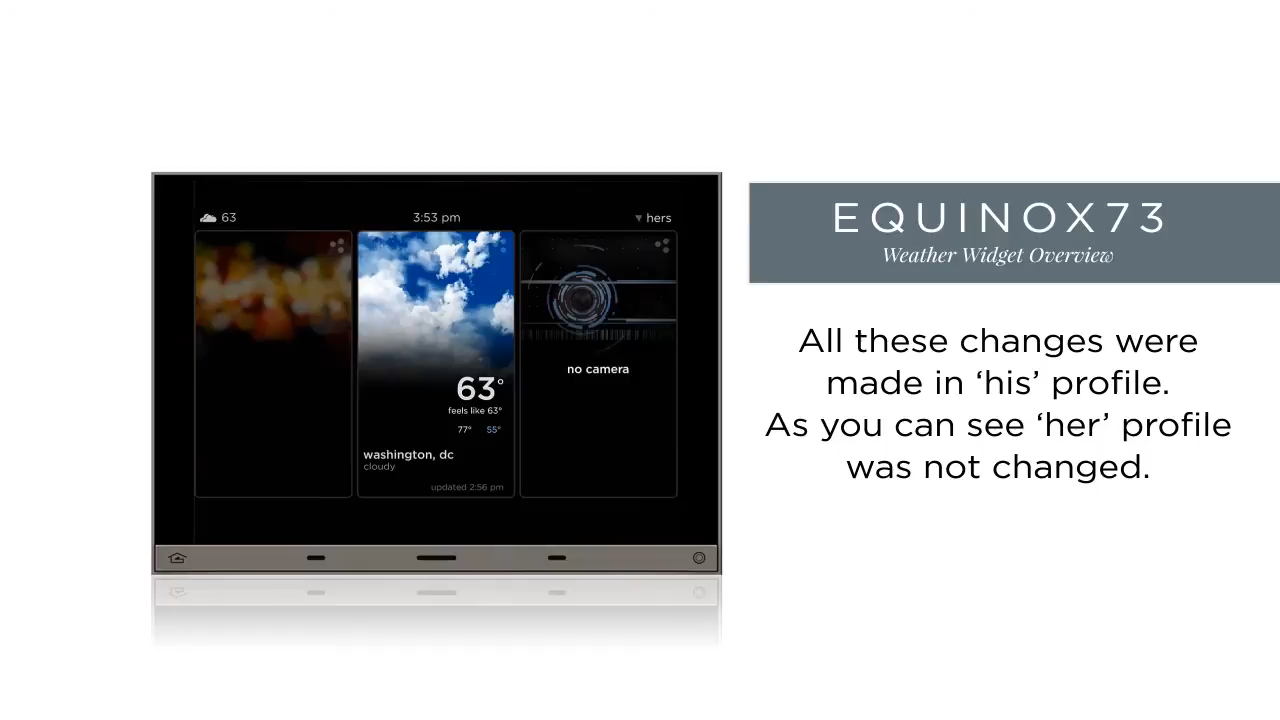 63
3:53 pm
hers
63°
feels like 63°
77° 55°
washington, dc
cloudy
updated 2:56 pm
no camera
EQUINOX73
Weather Widget Overview
All these changes were
made in ‘his’ profile.
As you can see ‘her’ profile
was not changed.